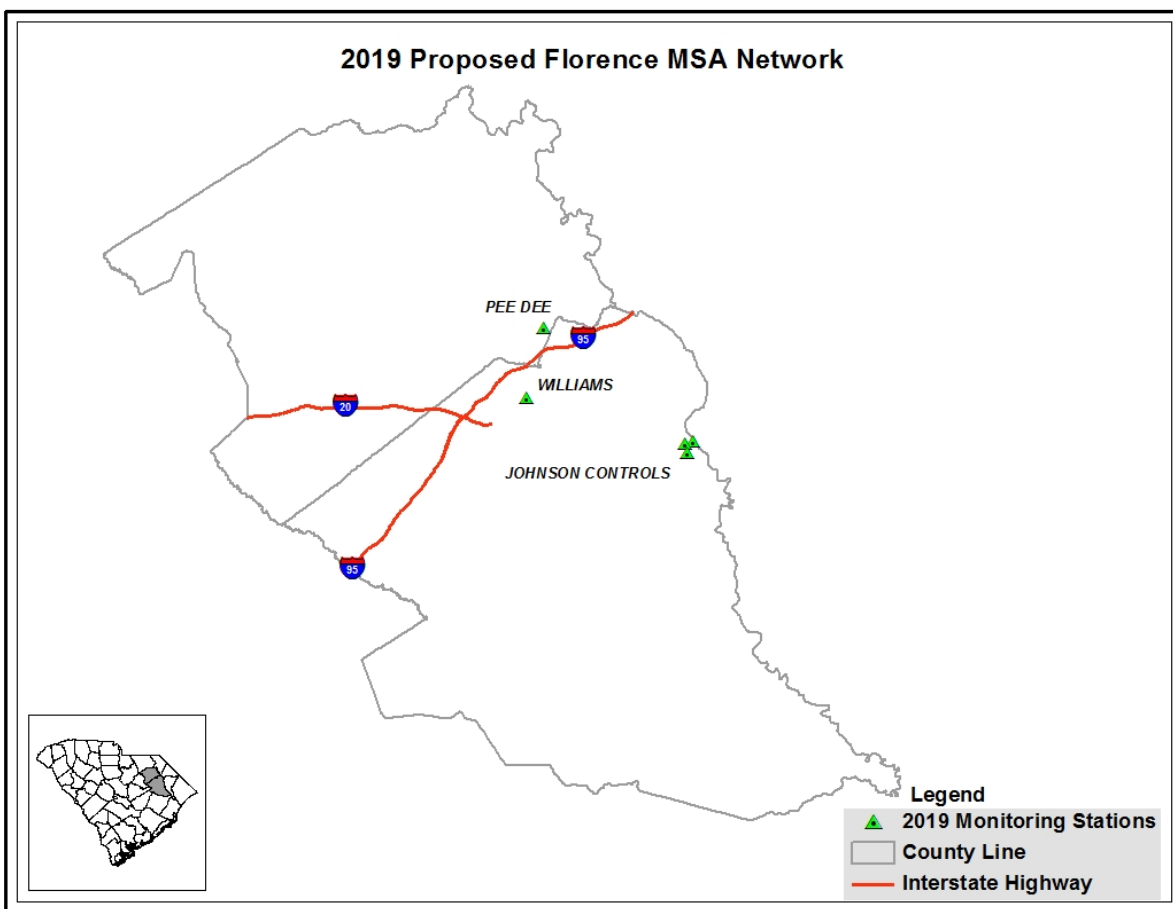 2019 Proposed Florence MSA Network
PEE DEE
95
WILLIAMS
20
JOHNSON CONTROLS
95
Legend
2019 Monitoring Stations
County Line
Interstate Highway